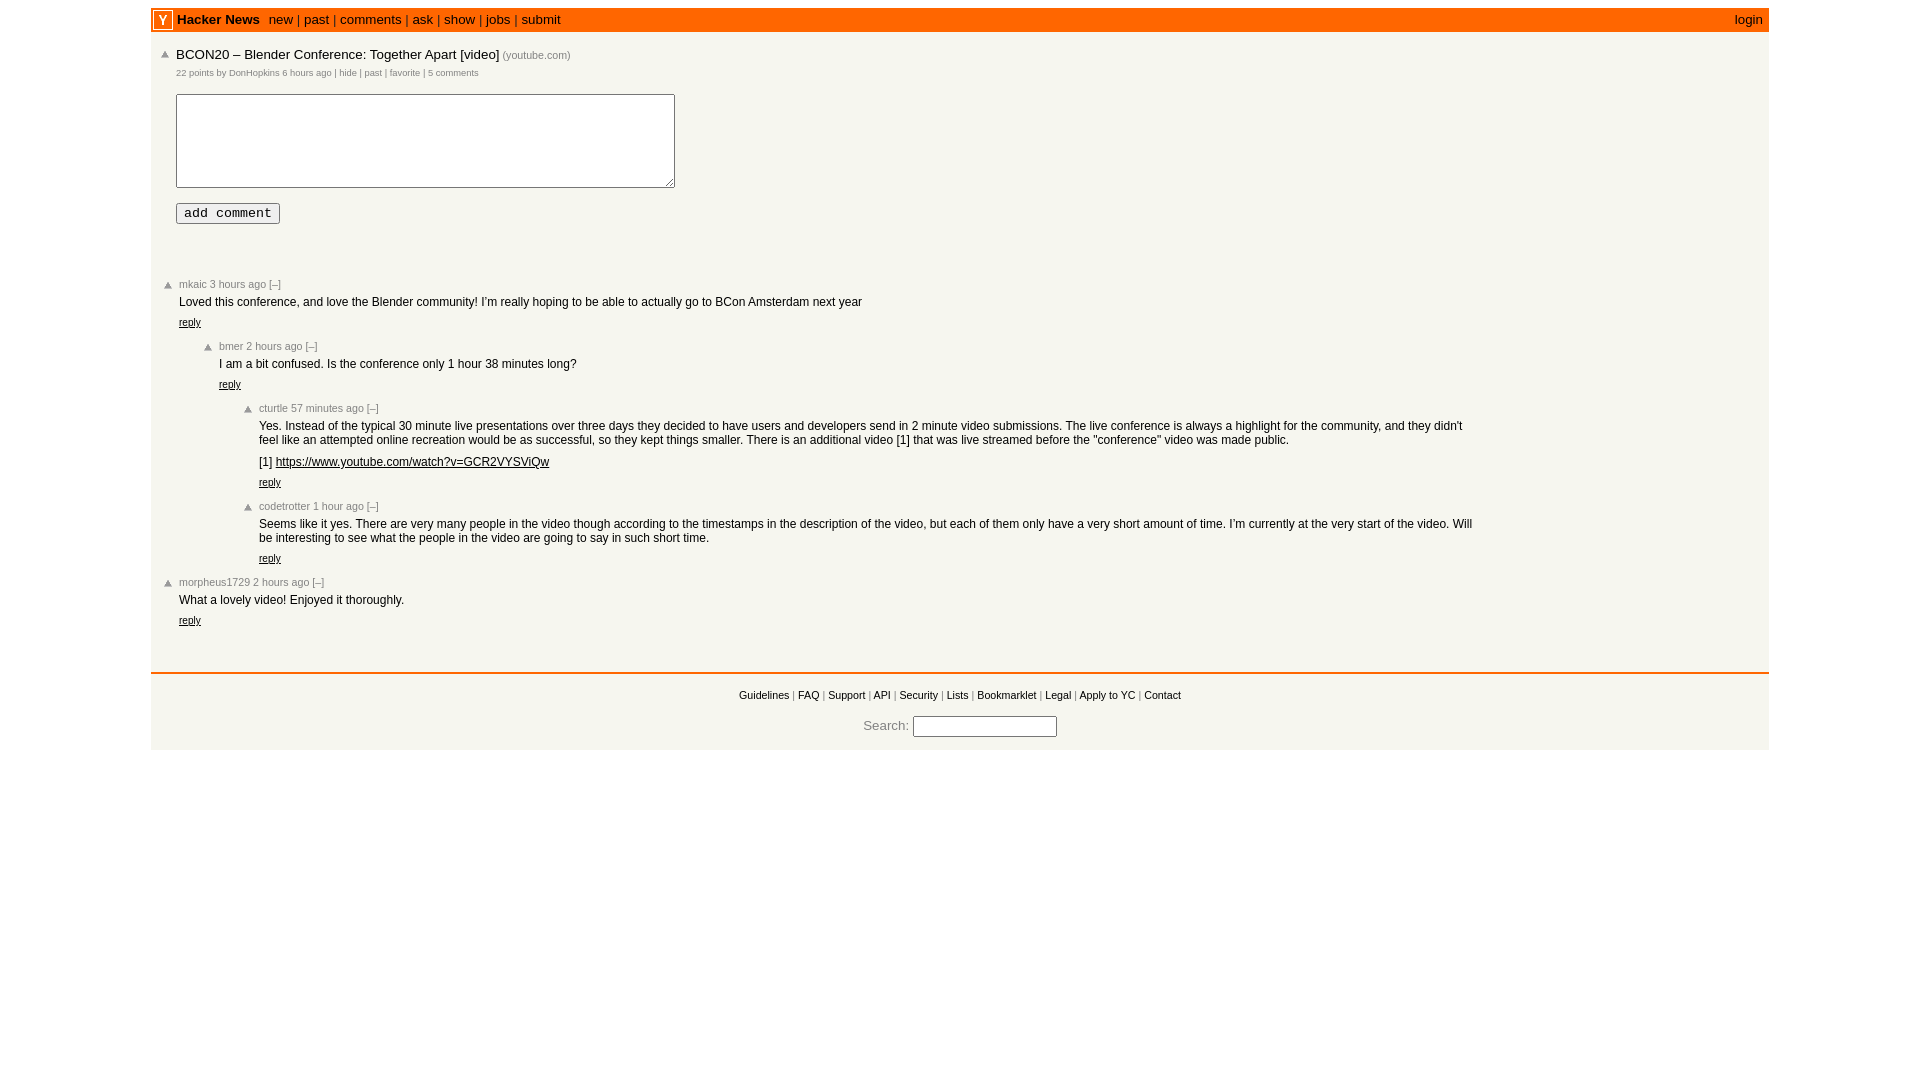 Y Hacker News new | past | comments | ask | show | jobs | submit login
BCON20 – Blender Conference: Together Apart [video] (youtube.com)
22 points by DonHopkins 6 hours ago | hide | past | favorite | 5 comments
add comment
mkaic 3 hours ago [–]
Loved this conference, and love the Blender community! I’m really hoping to be able to actually go to BCon Amsterdam next year
reply
bmer 2 hours ago [–]
I am a bit confused. Is the conference only 1 hour 38 minutes long?
reply
cturtle 57 minutes ago [–]
Yes. Instead of the typical 30 minute live presentations over three days they decided to have users and developers send in 2 minute video submissions. The live conference is always a highlight for the community, and they didn't
feel like an attempted online recreation would be as successful, so they kept things smaller. There is an additional video [1] that was live streamed before the "conference" video was made public.
[1] https://www.youtube.com/watch?v=GCR2VYSViQw
reply
codetrotter 1 hour ago [–]
Seems like it yes. There are very many people in the video though according to the timestamps in the description of the video, but each of them only have a very short amount of time. I’m currently at the very start of the video. Will
be interesting to see what the people in the video are going to say in such short time.
reply
morpheus1729 2 hours ago [–]
What a lovely video! Enjoyed it thoroughly.
reply
Guidelines | FAQ | Support | API | Security | Lists | Bookmarklet | Legal | Apply to YC | Contact
Search: